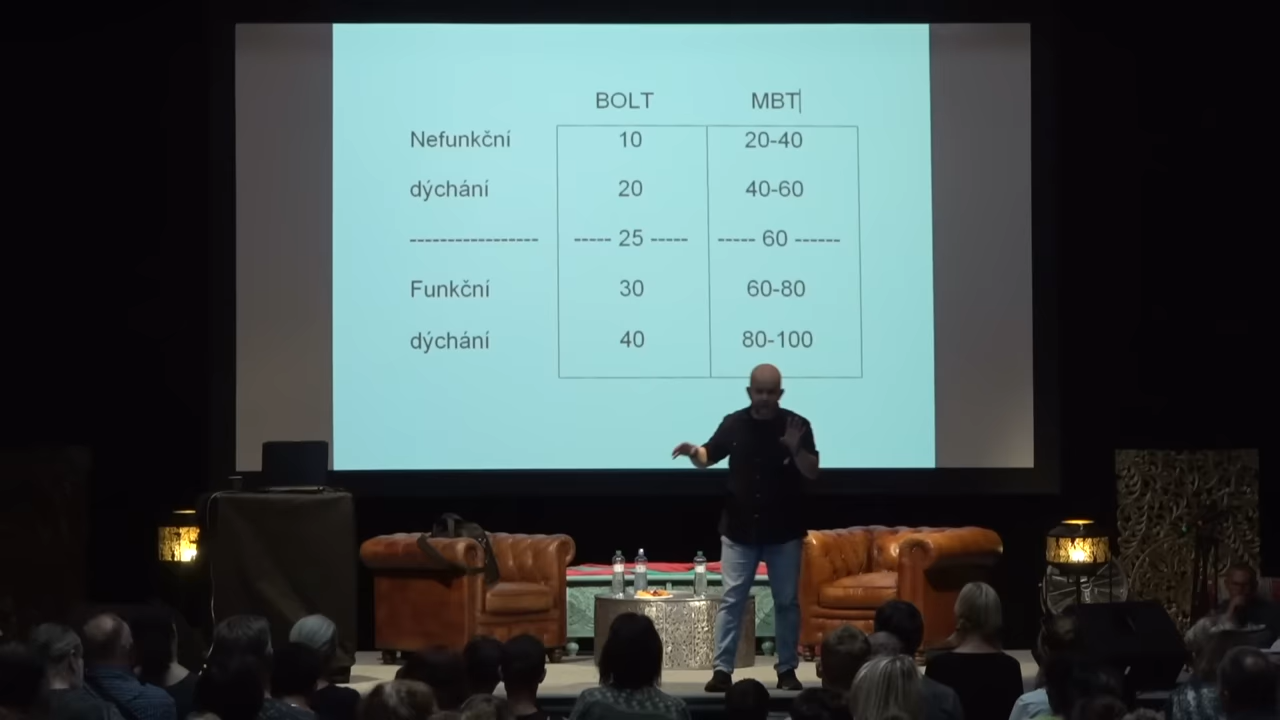 BOLT MBT
Nefunkční 10 20-40
dýchání 20 40-60
----------------- ----- 25 ----- ----- 60 ------
Funkční 30 60-80
dýchání 40 80-100